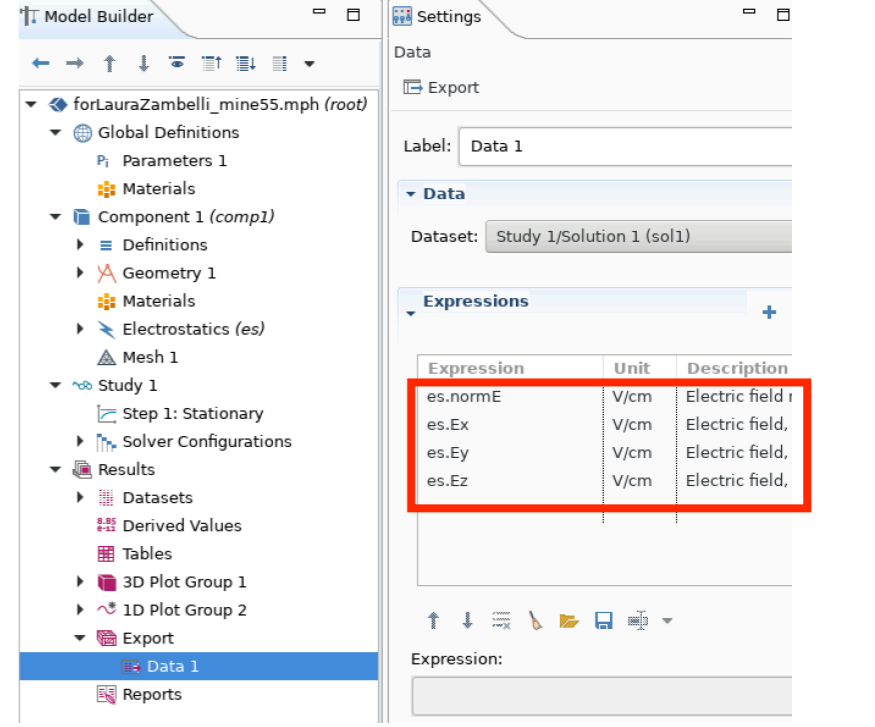 Model Builder
forLauraZambelli_mine55.mph (root)
Global Definitions
Pi Parameters 1
Materials
Component 1 (comp1)
Definitions
Geometry 1
Materials
Electrostatics (es)
Mesh 1
Study 1
Step 1: Stationary
Solver Configurations
Results
Datasets
8.85
e-12 Derived Values
Tables
3D Plot Group 1
1D Plot Group 2
Export
Data 1
Reports
Settings
Data
Export
Label: Data 1
Data
Dataset: Study 1/Solution 1 (sol1)
Expressions
Expression Unit Description
es.normE V/cm Electric field
es.Ex V/cm Electric field,
es.Ey V/cm Electric field,
es.Ez V/cm Electric field,
Expression: